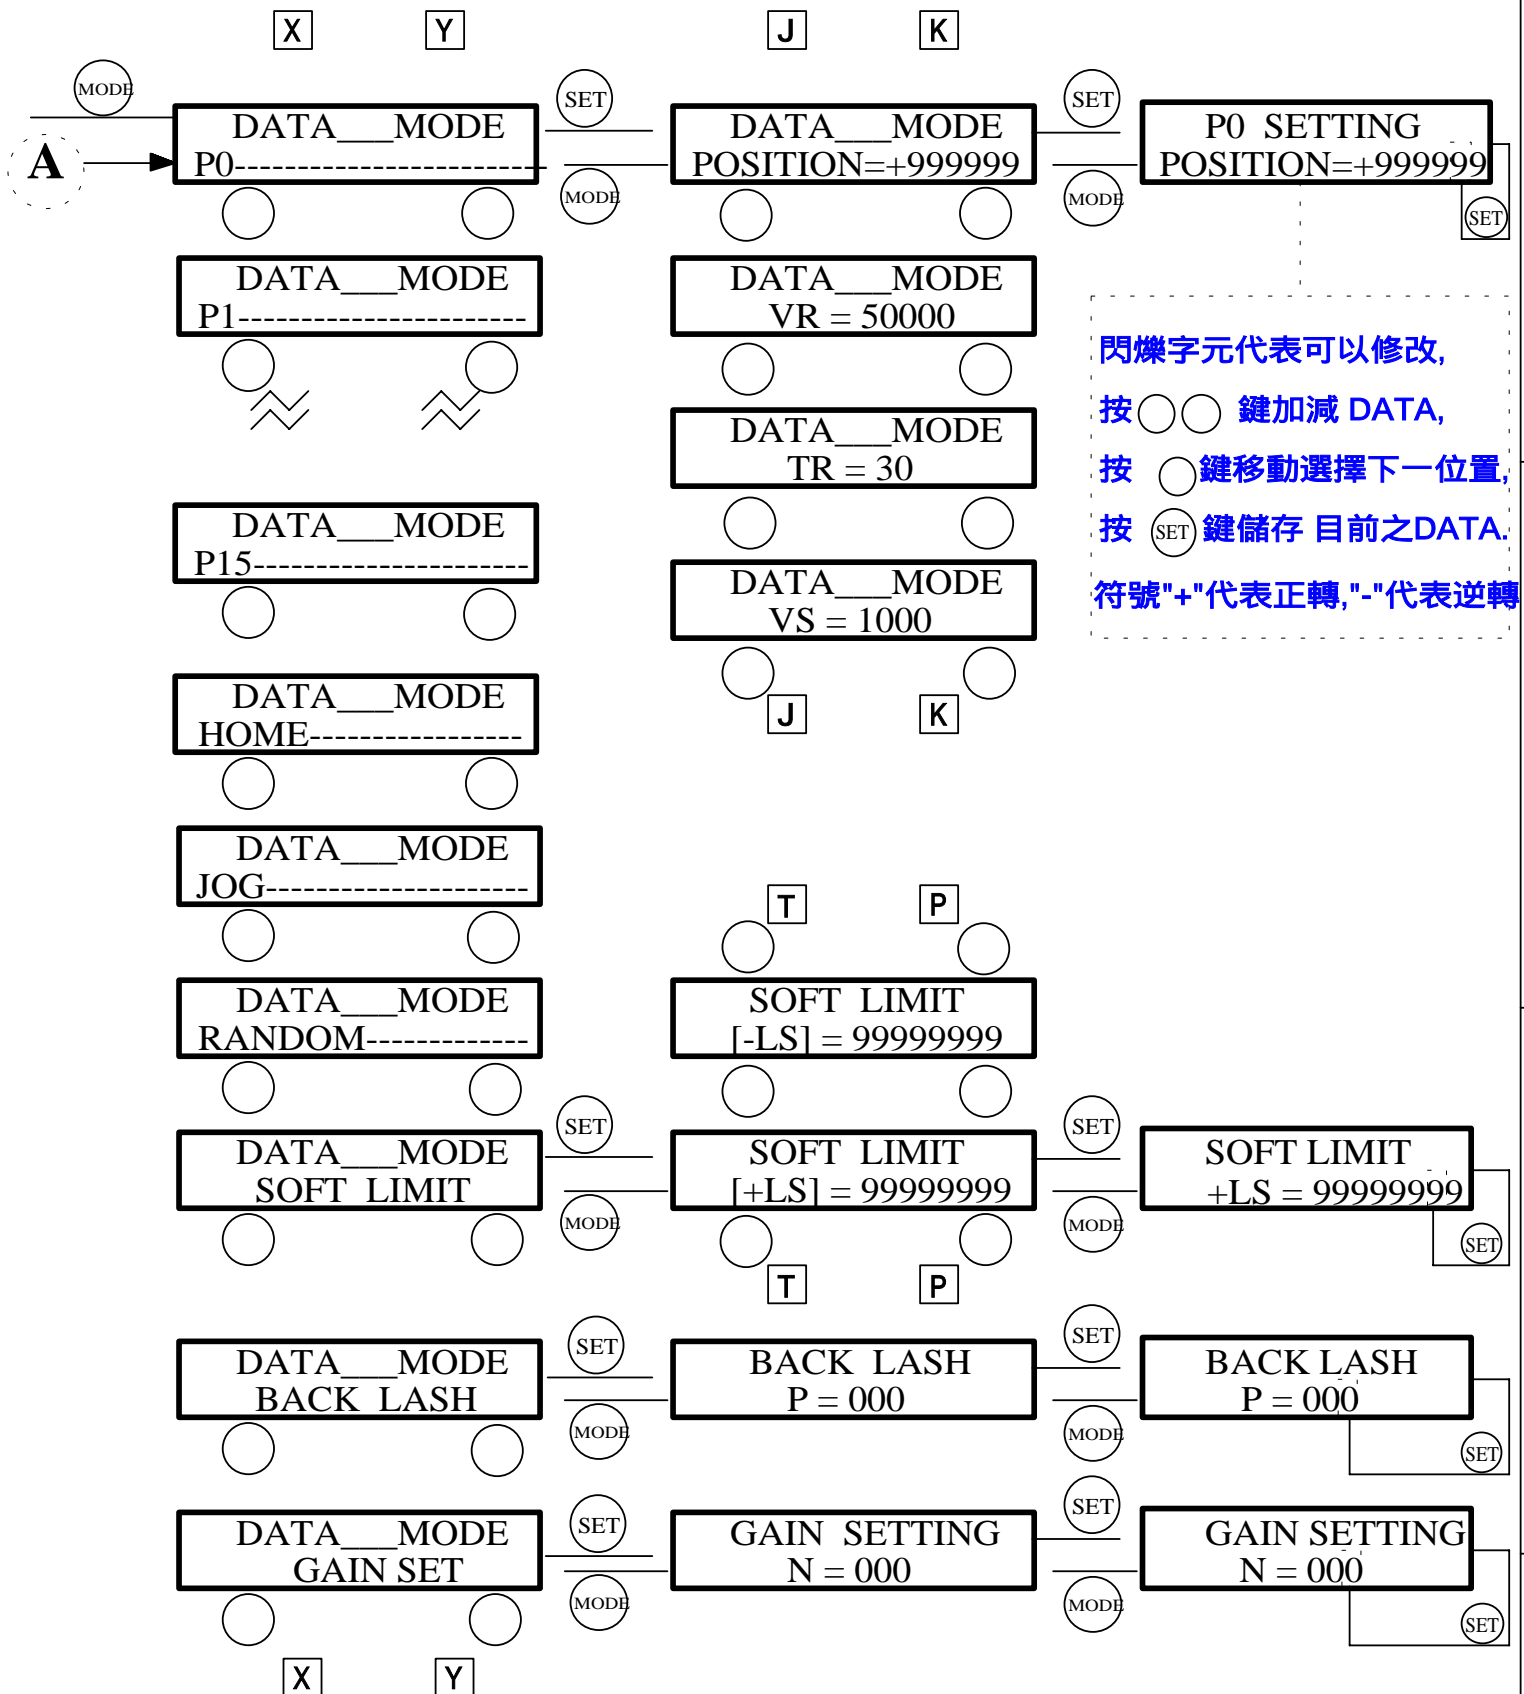 X Y J K
MODE
SET
SET
DATA___MODE
P0-------------------------
DATA___MODE
POSITION=+999999
P0 SETTING
POSITION=+999999
A
MODE
MODE
SET
DATA___MODE
P1-----------------------
DATA___MODE
VR = 50000
閃爍字元代表可以修改,
按 鍵加減 DATA,
按 鍵移動選擇下一位置,
按 SET 鍵儲存 目前之DATA.
符號"+"代表正轉,"-"代表逆轉
DATA___MODE
TR = 30
DATA___MODE
P15----------------------
DATA___MODE
VS = 1000
DATA___MODE
HOME-----------------
J K
DATA___MODE
JOG---------------------
T P
DATA___MODE
RANDOM-------------
SOFT LIMIT
[-LS] = 99999999
SET
SET
DATA___MODE
SOFT LIMIT
SOFT LIMIT
[+LS] = 99999999
SOFT LIMIT
+LS = 99999999
MODE
MODE
SET
T P
SET
SET
DATA___MODE
BACK LASH
BACK LASH
P = 000
BACK LASH
P = 000
MODE
MODE
SET
SET
SET
DATA___MODE
GAIN SET
GAIN SETTING
N = 000
GAIN SETTING
N = 000
MODE
MODE
SET
X Y